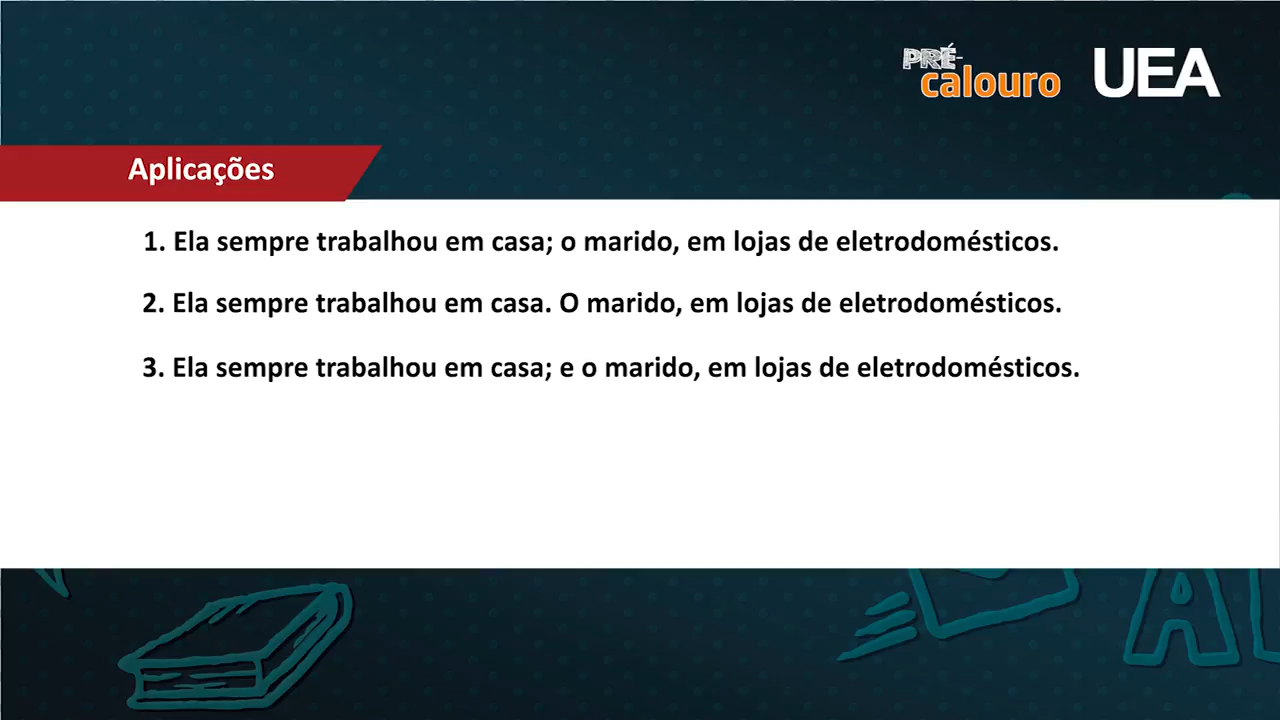 PRÉ-
calouro
UEA
Aplicações
1. Ela sempre trabalhou em casa; o marido, em lojas de eletrodomésticos.
2. Ela sempre trabalhou em casa. O marido, em lojas de eletrodomésticos.
3. Ela sempre trabalhou em casa; e o marido, em lojas de eletrodomésticos.